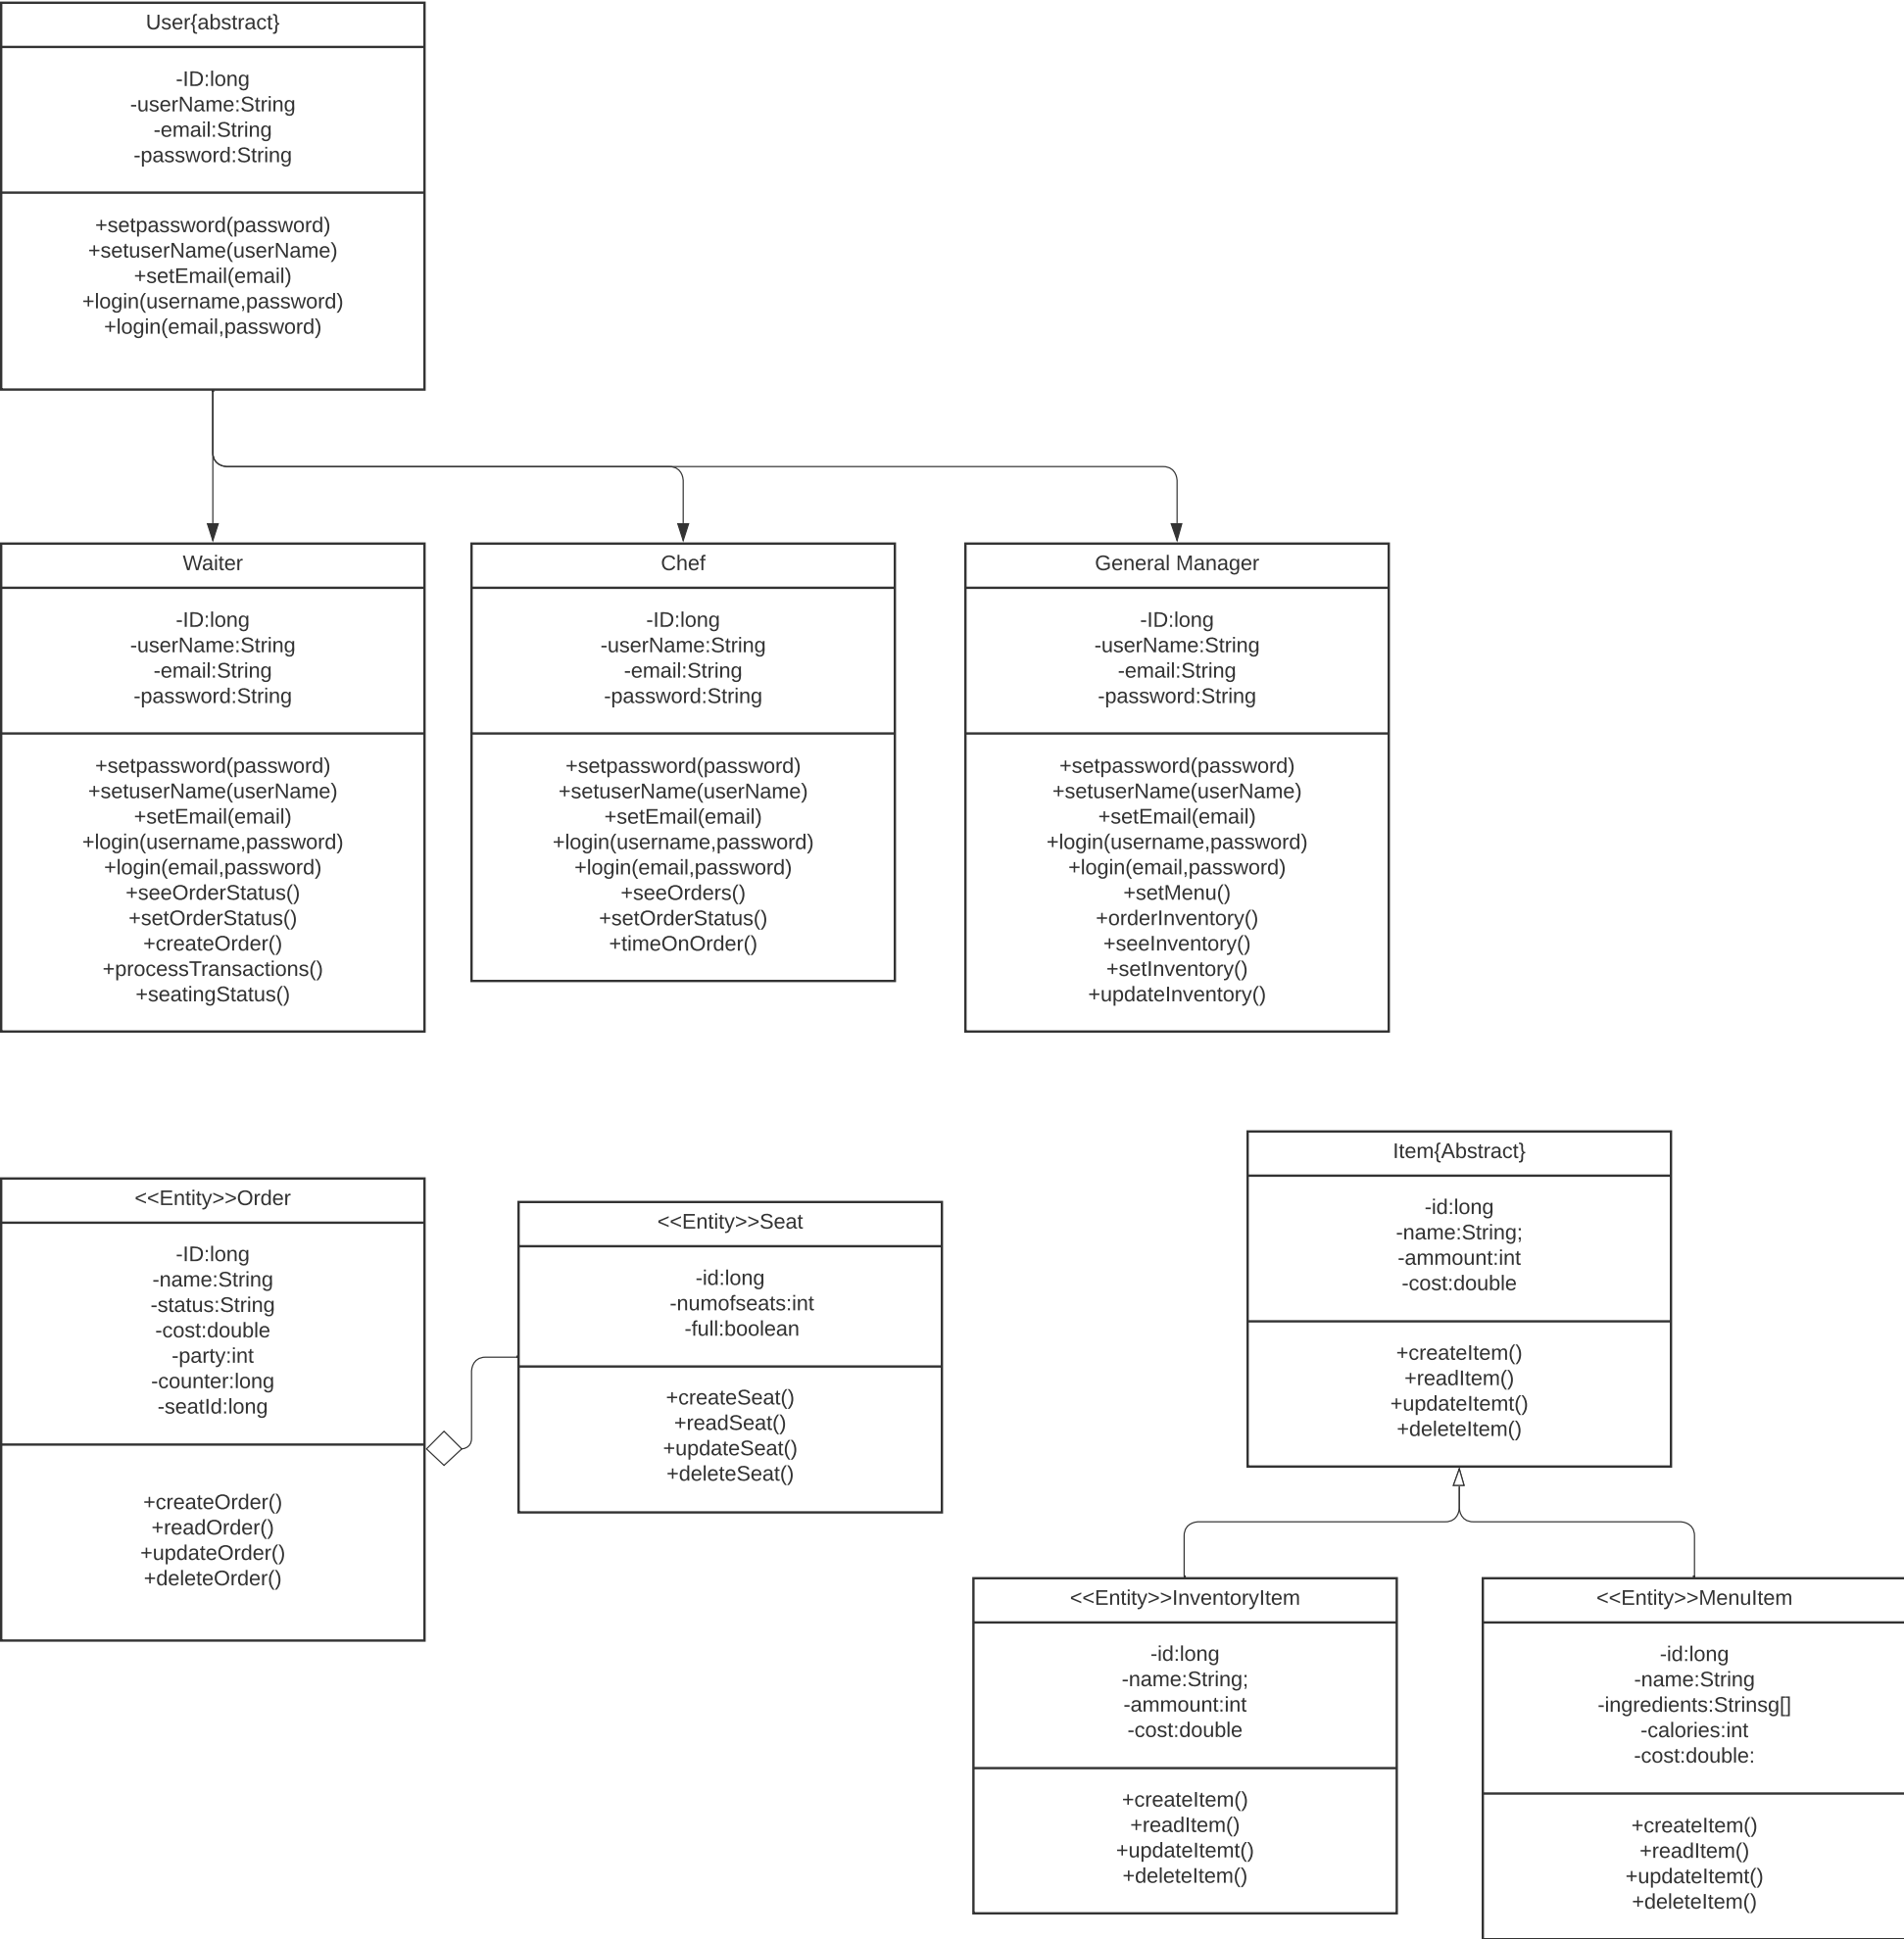 User{abstract}
-ID:long
-userName:String
-email:String
-password:String
+setpassword(password)
+setuserName(userName)
+setEmail(email)
+login(username,password)
+login(email,password)
Waiter
-ID:long
-userName:String
-email:String
-password:String
+setpassword(password)
+setuserName(userName)
+setEmail(email)
+login(username,password)
+login(email,password)
+seeOrderStatus()
+setOrderStatus()
+createOrder()
+processTransactions()
+seatingStatus()
Chef
-ID:long
-userName:String
-email:String
-password:String
+setpassword(password)
+setuserName(userName)
+setEmail(email)
+login(username,password)
+login(email,password)
+seeOrders()
+setOrderStatus()
+timeOnOrder()
General Manager
-ID:long
-userName:String
-email:String
-password:String
+setpassword(password)
+setuserName(userName)
+setEmail(email)
+login(username,password)
+login(email,password)
+setMenu()
+orderInventory()
+seeInventory()
+setInventory()
+updateInventory()
<<Entity>>Order
-ID:long
-name:String
-status:String
-cost:double
-party:int
-counter:long
-seatId:long
+createOrder()
+readOrder()
+updateOrder()
+deleteOrder()
<<Entity>>Seat
-id:long
-numofseats:int
-full:boolean
+createSeat()
+readSeat()
+updateSeat()
+deleteSeat()
Item{Abstract}
-id:long
-name:String;
-ammount:int
-cost:double
+createItem()
+readItem()
+updateItemt()
+deleteItem()
<<Entity>>InventoryItem
-id:long
-name:String;
-ammount:int
-cost:double
+createItem()
+readItem()
+updateItemt()
+deleteItem()
<<Entity>>MenuItem
-id:long
-name:String
-ingredients:Strinsg[]
-calories:int
-cost:double:
+createItem()
+readItem()
+updateItemt()
+deleteItem()